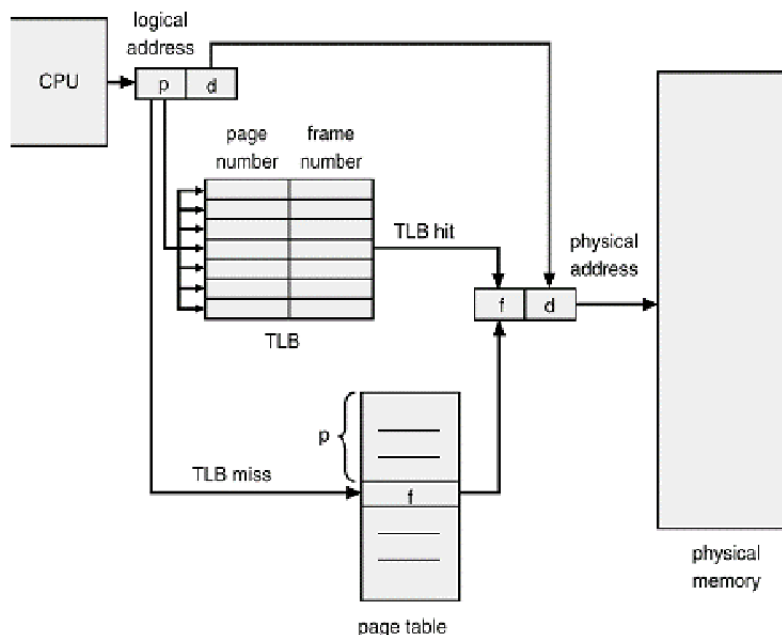 logical
address
CPU
p d
page
number
frame
number
TLB hit
physical
address
f d
TLB
p
TLB miss
f
physical
memory
page table